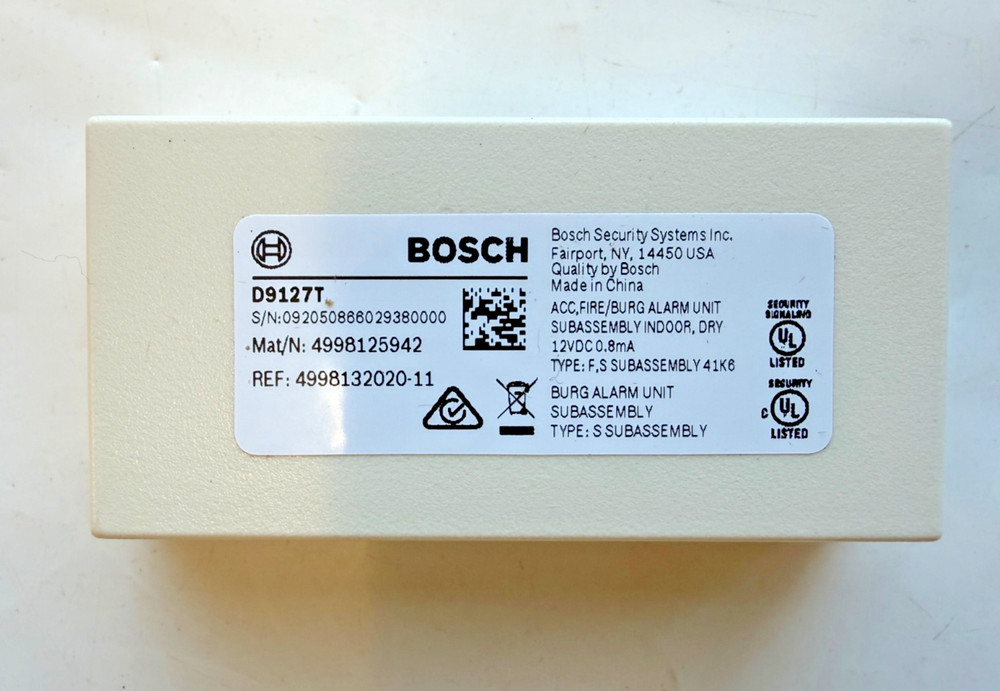 BOSCH
D9127T
S/N:092050866029380000
Mat/N: 4998125942
REF: 4998132020-11
Bosch Security Systems Inc.
Fairport, NY, 14450 USA
Quality by Bosch
Made in China
ACC,FIRE/BURG ALARM UNIT
SUBASSEMBLY INDOOR, DRY
12VDC 0.8mA
TYPE: F,S SUBASSEMBLY 41K6
BURG ALARM UNIT
SUBASSEMBLY
TYPE: S SUBASSEMBLY
SECURITY
SIGNALING
UL
LISTED
SECURITY
C UL
LISTED